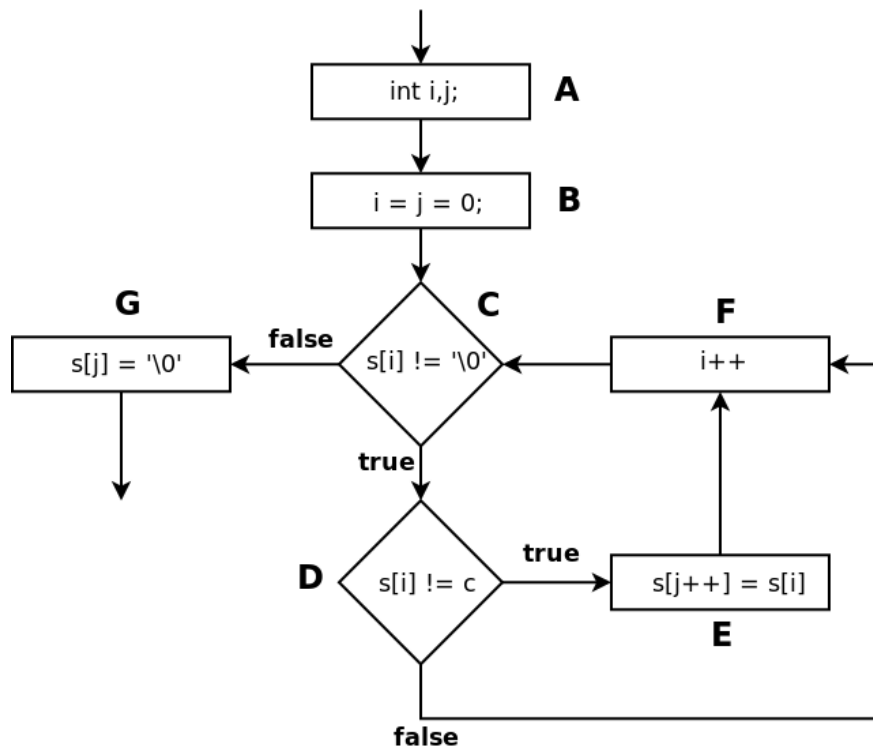 int i,j;
A
i = j = 0;
B
G
C
F
false
s[j] = '\0'
s[i] != '\0'
i++
true
D
s[i] != c
true
s[j++] = s[i]
E
false